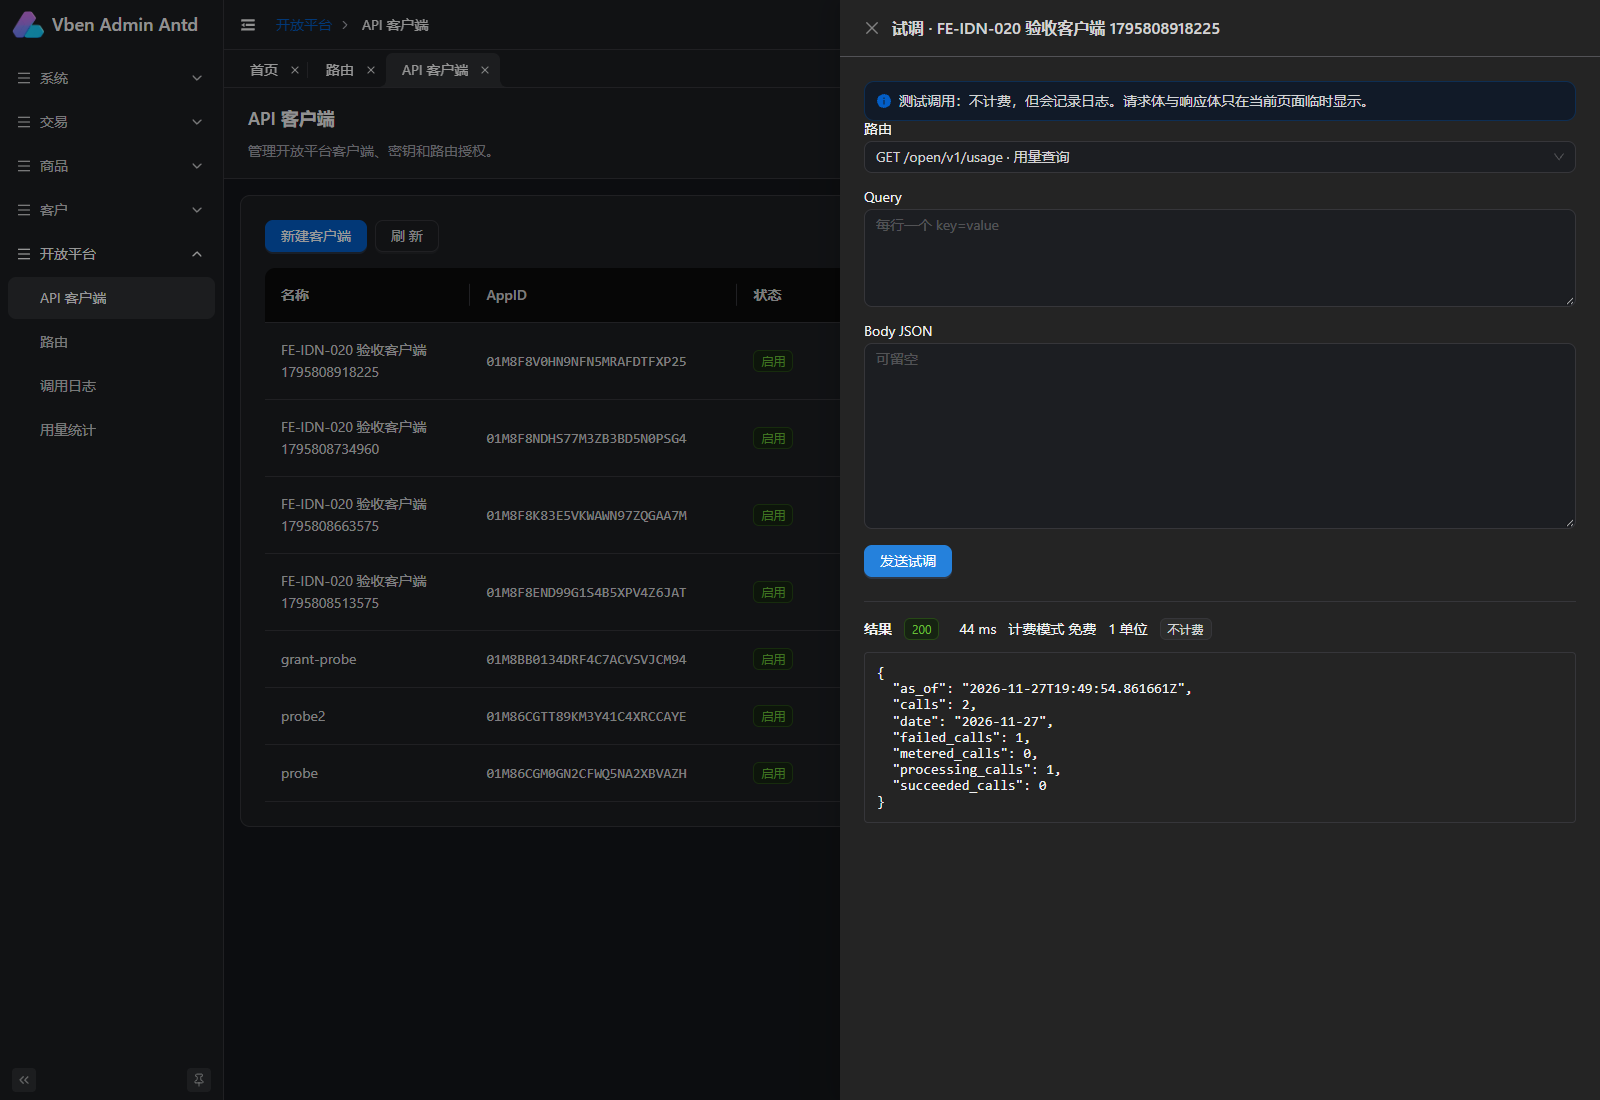 Vben Admin Antd
系统
交易
商品
客户
开放平台
API 客户端
路由
调用日志
用量统计
开放平台 > API 客户端
首页 × 路由 × API 客户端 ×
API 客户端
管理开放平台客户端、密钥和路由授权。
新建客户端 刷 新
名称 AppID 状态
FE-IDN-020 验收客户端 1795808918225 01M8F8V0HN9NFN5MRAFDTFXP25 启用
FE-IDN-020 验收客户端 1795808734960 01M8F8NDHS77M3ZB3BD5N0PSG4 启用
FE-IDN-020 验收客户端 1795808663575 01M8F8K83E5VKWAWN97ZQGAA7M 启用
FE-IDN-020 验收客户端 1795808513575 01M8F8END99G1S4B5XPV4Z6JAT 启用
grant-probe 01M8BB0134DRF4C7ACVSVJCM94 启用
probe2 01M86CGTT89KM3Y41C4XRCCAYE 启用
probe 01M86CGM0GN2CFWQ5NA2XBVAZH 启用
试调 · FE-IDN-020 验收客户端 1795808918225
测试调用：不计费，但会记录日志。请求体与响应体只在当前页面临时显示。
路由
GET /open/v1/usage · 用量查询
Query
每行一个 key=value
Body JSON
可留空
发送试调
结果 200 44 ms 计费模式 免费 1 单位 不计费
{
"as_of": "2026-11-27T19:49:54.861661Z",
"calls": 2,
"date": "2026-11-27",
"failed_calls": 1,
"metered_calls": 0,
"processing_calls": 1,
"succeeded_calls": 0
}